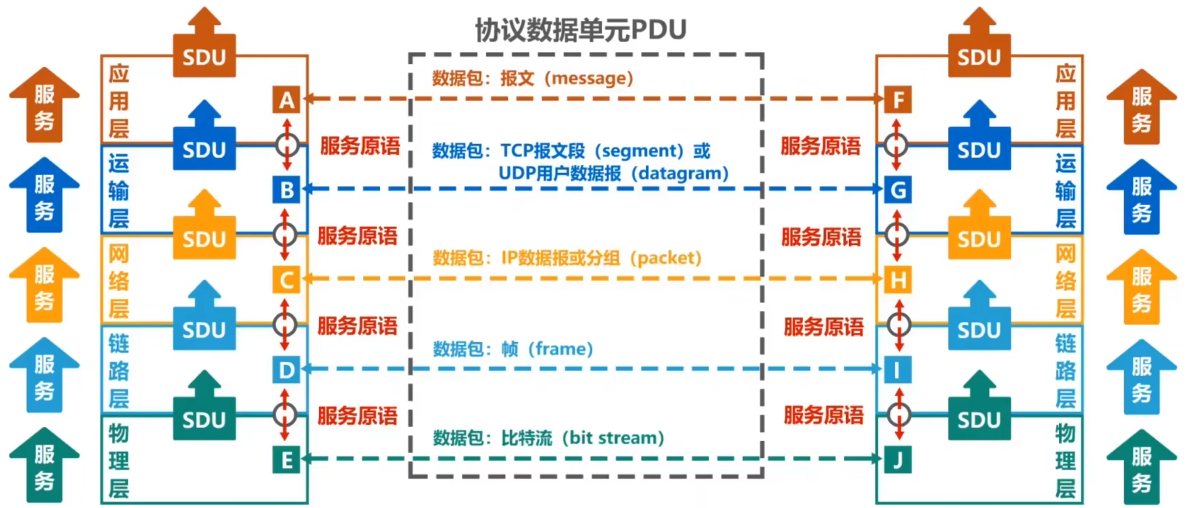 协议数据单元PDU
SDU
SDU
应用层
数据包：报文（message）
应用层
服务
A
F
服务
服务原语
服务原语
SDU
数据包：TCP报文段（segment）或
UDP用户数据报（datagram）
SDU
运输层
运输层
服务
B
G
服务
服务原语
服务原语
SDU
SDU
网络层
数据包：IP数据报或分组（packet）
网络层
服务
C
H
服务
服务原语
服务原语
SDU
SDU
链路层
数据包：帧（frame）
链路层
服务
D
I
服务
服务原语
服务原语
SDU
SDU
物理层
数据包：比特流（bit stream）
物理层
服务
E
J
服务